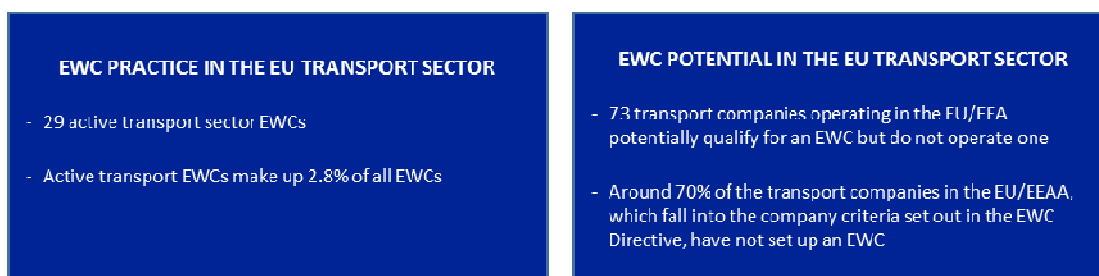 EWC PRACTICE IN THE EU TRANSPORT SECTOR
- 29 active transport sector EWCs
- Active transport EWCs make up 2.8% of all EWCs
EWC POTENTIAL IN THE EU TRANSPORT SECTOR
- 73 transport companies operating in the EU/EEA
potentially qualify for an EWC but do not operate one
- Around 70% of the transport companies in the EU/EEAA,
which fall into the company criteria set out in the EWC
Directive, have not set up an EWC